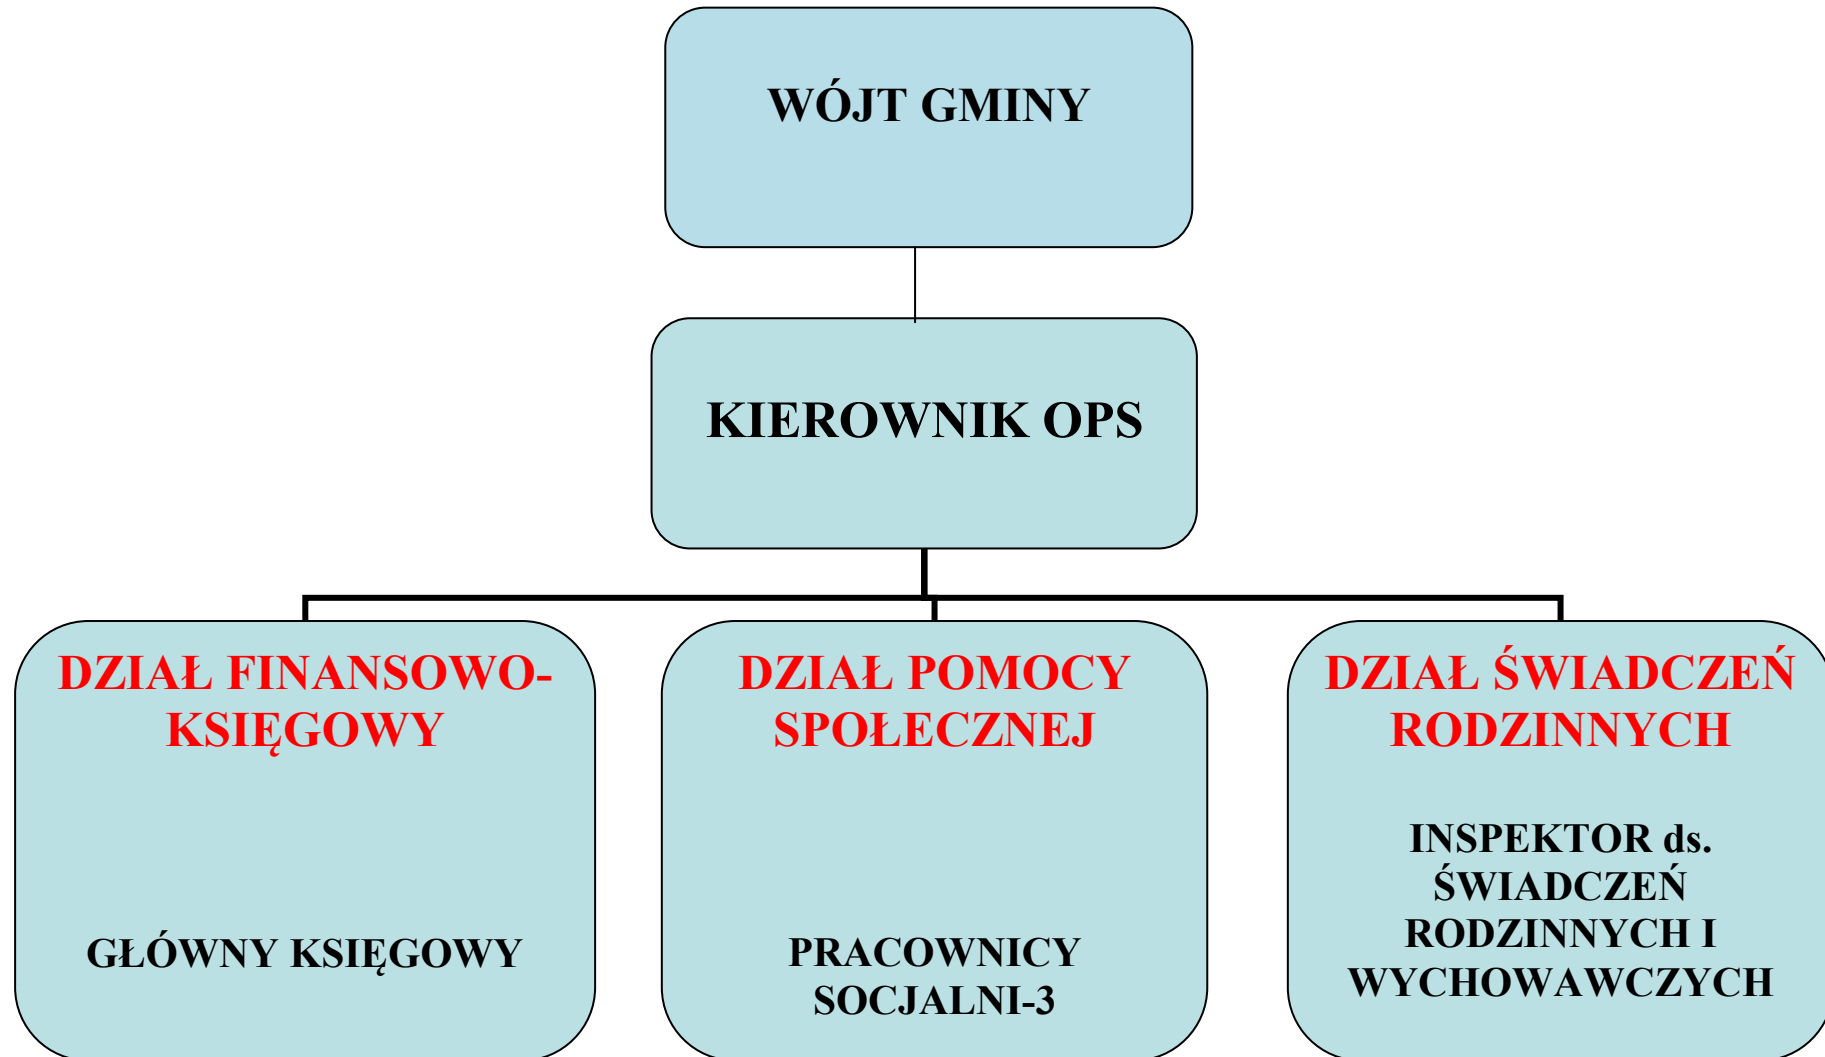 WÓJT GMINY
KIEROWNIK OPS
DZIAŁ FINANSOWO-
KSIĘGOWY
GŁÓWNY KSIĘGOWY
DZIAŁ POMOCY
SPOŁECZNEJ
PRACOWNICY
SOCJALNI-3
DZIAŁ ŚWIADCZEŃ
RODZINNYCH
INSPEKTOR ds.
ŚWIADCZEŃ
RODZINNYCH I
WYCHOWAWCZYCH